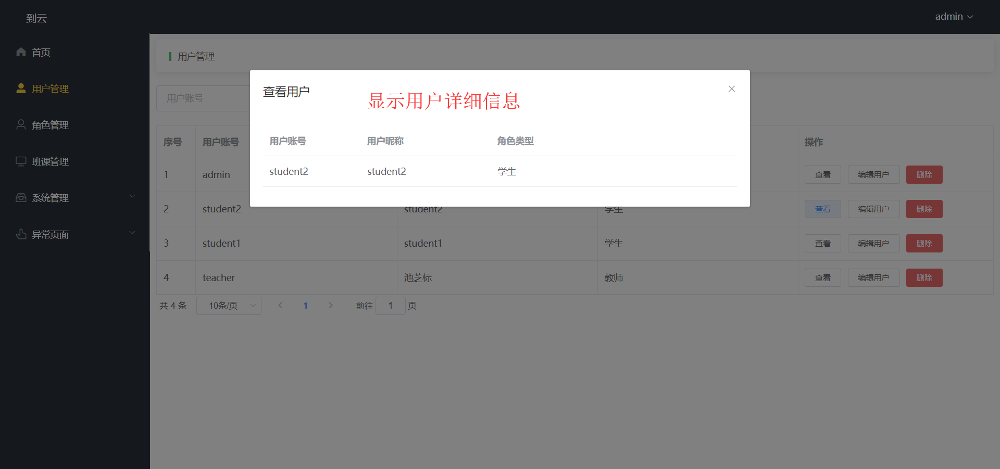 到云
admin
首页
用户管理
角色管理
班课管理
系统管理
异常页面
用户管理
用户账号
查看用户
显示用户详细信息
用户账号 用户昵称 角色类型
student2 student2 学生
序号 用户账号 操作
1 admin 查看 编辑用户 删除
2 student2 student2 学生 查看 编辑用户 删除
3 student1 student1 学生 查看 编辑用户 删除
4 teacher 池芝标 教师 查看 编辑用户 删除
共 4 条 10条/页 1 前往 1 页